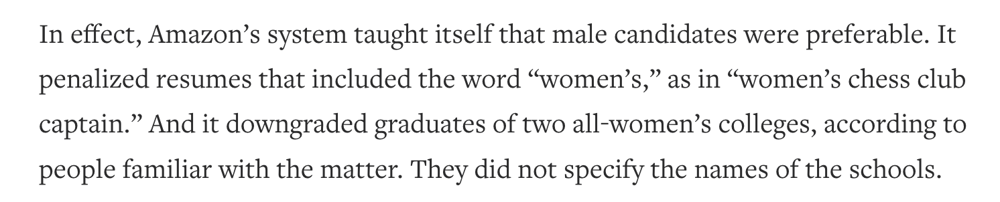 In effect, Amazon’s system taught itself that male candidates were preferable. It
penalized resumes that included the word “women’s,” as in “women’s chess club
captain.” And it downgraded graduates of two all-women’s colleges, according to
people familiar with the matter. They did not specify the names of the schools.